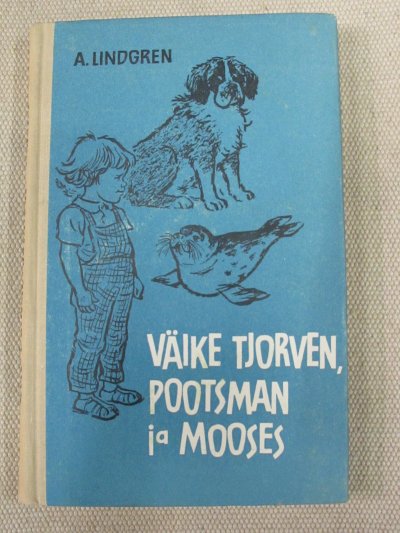 A. LINDGREN
VÄIKE TJORVEN,
POOTSMAN
ja MOOSES